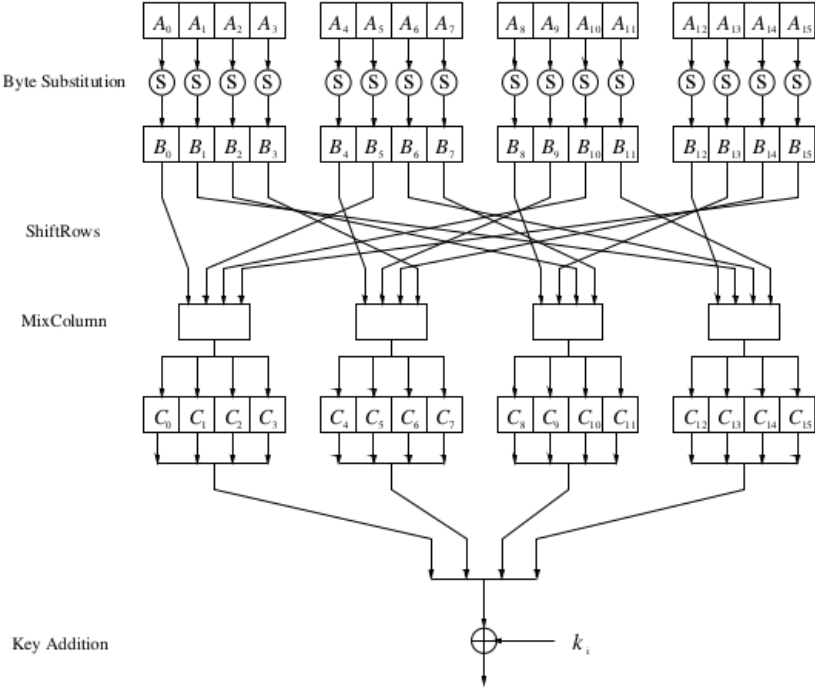 A₀ A₁ A₂ A₃ A₄ A₅ A₆ A₇ A₈ A₉ A₁₀ A₁₁ A₁₂ A₁₃ A₁₄ A₁₅
Byte Substitution S S S S S S S S S S S S S S S S
B₀ B₁ B₂ B₃ B₄ B₅ B₆ B₇ B₈ B₉ B₁₀ B₁₁ B₁₂ B₁₃ B₁₄ B₁₅
ShiftRows
MixColumn
C₀ C₁ C₂ C₃ C₄ C₅ C₆ C₇ C₈ C₉ C₁₀ C₁₁ C₁₂ C₁₃ C₁₄ C₁₅
Key Addition kᵢ